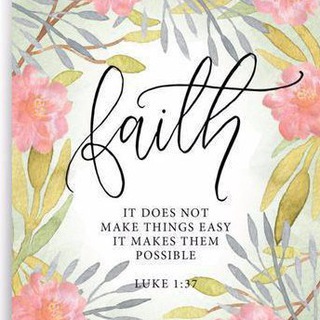 faith
IT DOES NOT
MAKE THINGS EASY
IT MAKES THEM
POSSIBLE
LUKE 1:37